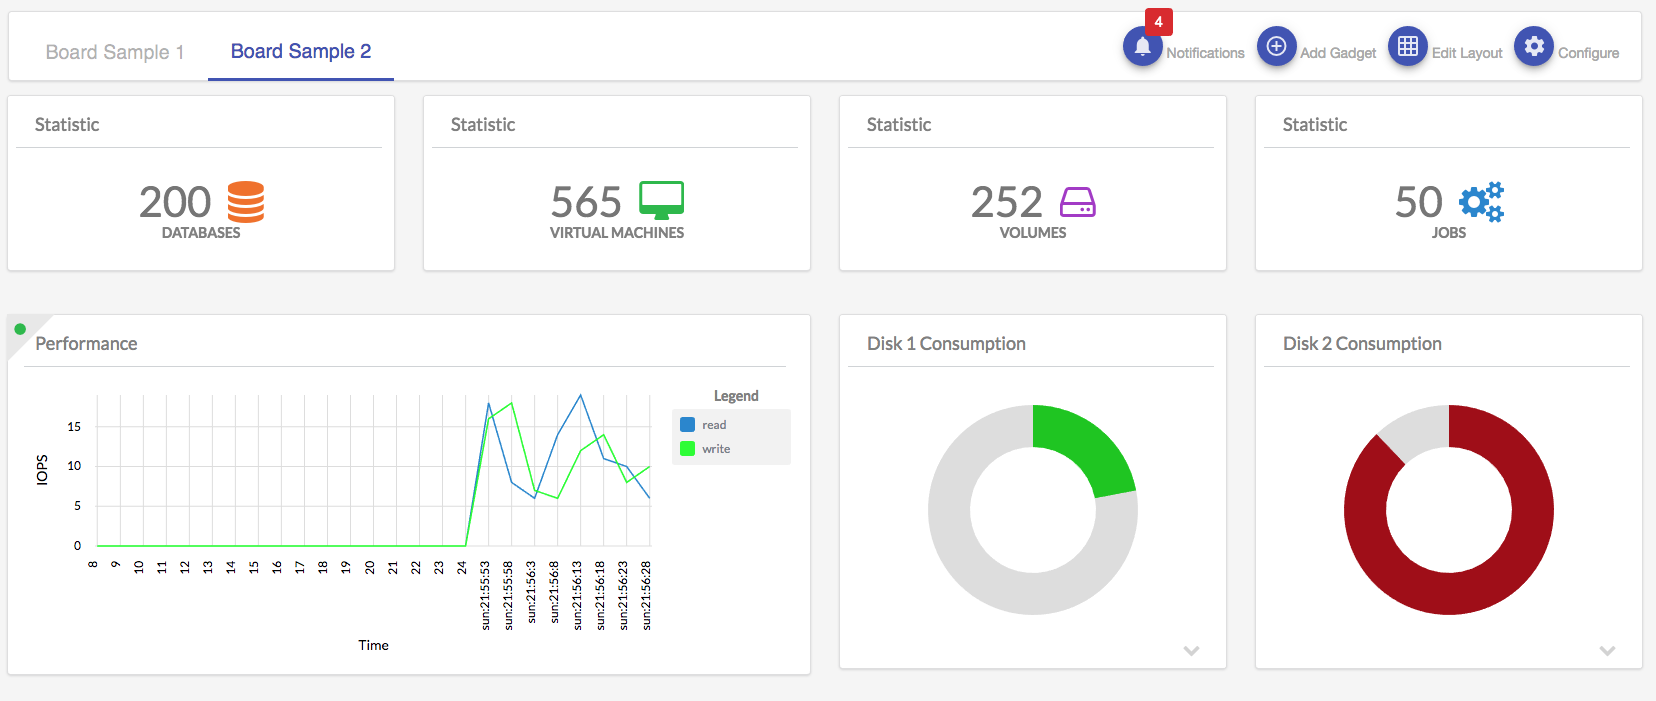 Board Sample 1
Board Sample 2
4
Notifications
Add Gadget
Edit Layout
Configure
Statistic
200
DATABASES
Statistic
565
VIRTUAL MACHINES
Statistic
252
VOLUMES
Statistic
50
JOBS
Performance
IOPS
15
10
5
0
8
9
10
11
12
13
14
15
16
17
18
19
20
21
22
23
24
sun:21:55:53
sun:21:55:58
sun:21:56:3
sun:21:56:8
sun:21:56:13
sun:21:56:18
sun:21:56:23
sun:21:56:28
Time
Legend
read
write
Disk 1 Consumption
Disk 2 Consumption